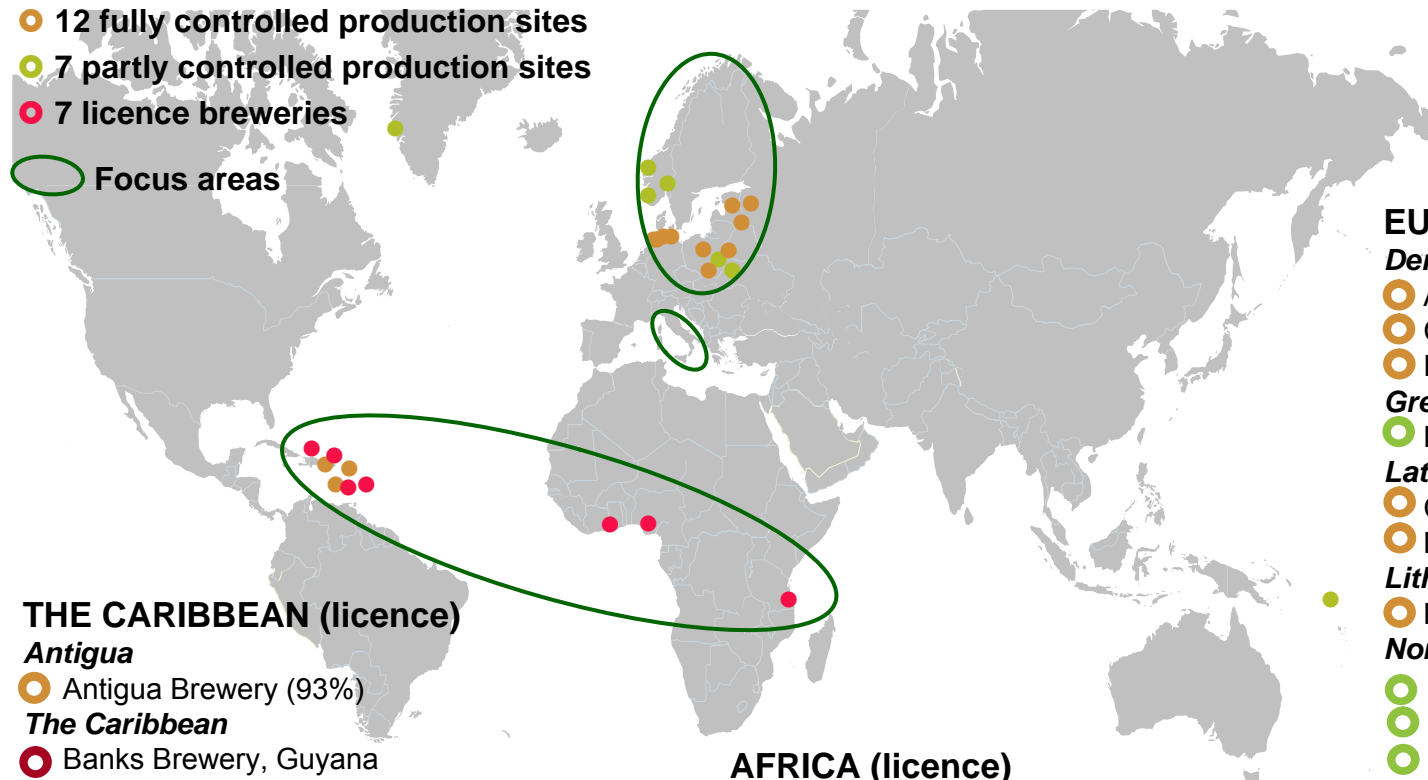 12 fully controlled production sites
7 partly controlled production sites
7 licence breweries
Focus areas
THE CARIBBEAN (licence)
Antigua
Antigua Brewery (93%)
The Caribbean
Banks Brewery, Guyana
AFRICA (licence)
EU
Der
Gre
Lat
Lith
Nor